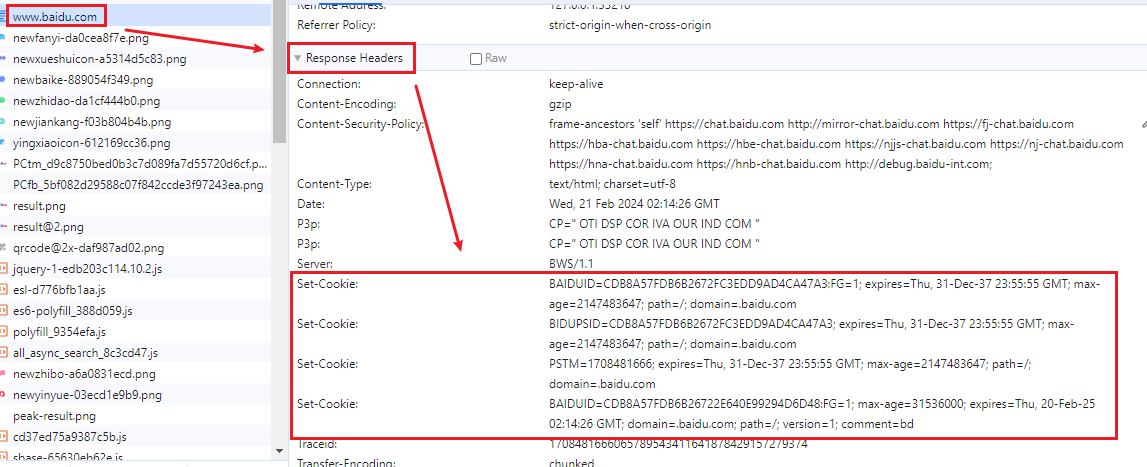 www.baidu.com
newfanyi-da0cea8f7e.png
newxueshuicon-a5314d5c83.png
newbaike-889054f349.png
newzhidao-da1cf444b0.png
newjiankang-f03b804b4b.png
yingxiaoicon-612169cc36.png
PCtm_d9c8750bed0b3c7d089fa7d55720d6cf.p...
PCfb_5bf082d29588c07f842ccde3f97243ea.png
result.png
result@2.png
qrcode@2x-daf987ad02.png
jquery-1-edb203c114.10.2.js
esl-d776bfb1aa.js
es6-polyfill_388d059.js
polyfill_9354efa.js
all_async_search_8c3cd47.js
newzhibo-a6a0831ecd.png
newyinyue-03ecd1e9b9.png
peak-result.png
cd37ed75a9387c5b.js
sbase-65630eb62e.js
Remote Address: 127.0.0.1:33210
Referrer Policy: strict-origin-when-cross-origin
Response Headers Raw
Connection: keep-alive
Content-Encoding: gzip
Content-Security-Policy: frame-ancestors 'self' https://chat.baidu.com http://mirror-chat.baidu.com https://fj-chat.baidu.com
https://hba-chat.baidu.com https://hbe-chat.baidu.com https://njjs-chat.baidu.com https://nj-chat.baidu.com
https://hna-chat.baidu.com https://hnb-chat.baidu.com http://debug.baidu-int.com;
Content-Type: text/html; charset=utf-8
Date: Wed, 21 Feb 2024 02:14:26 GMT
P3p: CP=" OTI DSP COR IVA OUR IND COM "
P3p: CP=" OTI DSP COR IVA OUR IND COM "
Server: BWS/1.1
Set-Cookie: BAIDUID=CDB8A57FDB6B2672FC3EDD9AD4CA47A3:FG=1; expires=Thu, 31-Dec-37 23:55:55 GMT; max-
age=2147483647; path=/; domain=.baidu.com
Set-Cookie: BIDUPSID=CDB8A57FDB6B2672FC3EDD9AD4CA47A3; expires=Thu, 31-Dec-37 23:55:55 GMT; max-
age=2147483647; path=/; domain=.baidu.com
Set-Cookie: PSTM=1708481666; expires=Thu, 31-Dec-37 23:55:55 GMT; max-age=2147483647; path=/;
domain=.baidu.com
Set-Cookie: BAIDUID=CDB8A57FDB6B26722E640E99294D6D48:FG=1; max-age=31536000; expires=Thu, 20-Feb-25
02:14:26 GMT; domain=.baidu.com; path=/; version=1; comment=bd
Traceid: 1708481666065789543411641878429157279374
Transfer-Encoding: chunked